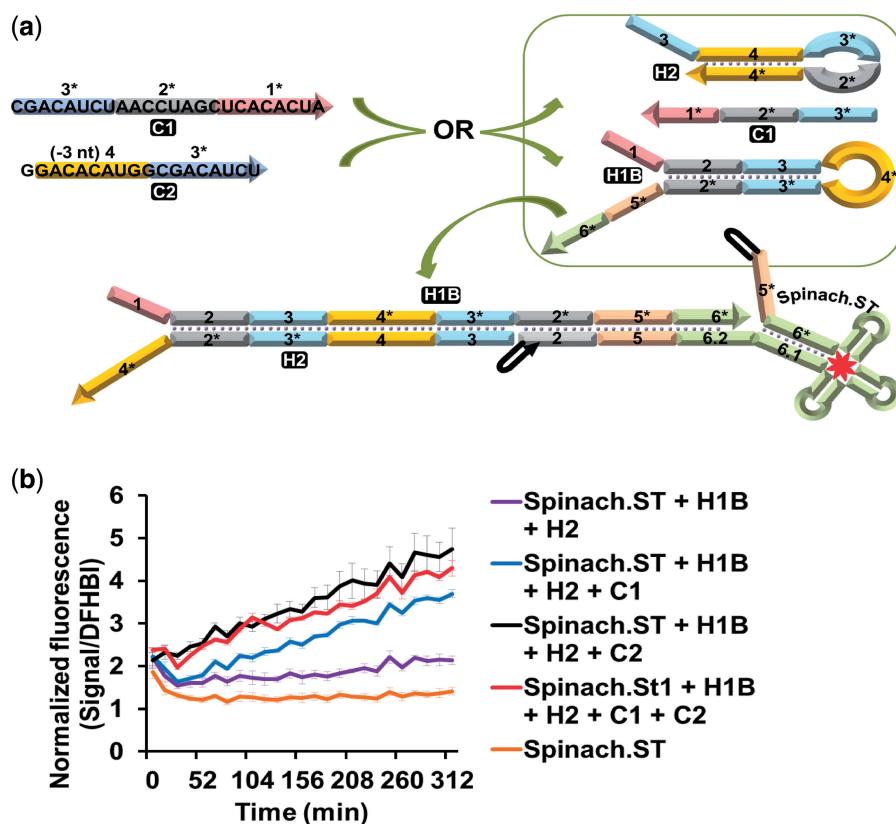 (a)
3* 2* 1*
CGACAUCUAACCUAGCUCACACUA
C1
(-3 nt) 4 3*
GGACACAUGGCGACAUCU
C2
OR
3 4 3*
H2 4* 2*
1* 2* 3*
C1
1 2 3
H1B 4*
2* 3*
5*
6*
H1B
1 2 3 4* 3* 2* 5* 6*
2* 3* 4 3 2 5 6.2
H2
4*
5* Spinach.ST
6*
6.1
(b)
Normalized fluorescence
(Signal/DFHBI)
6
5
4
3
2
1
0
0 52 104 156 208 260 312
Time (min)
Spinach.ST + H1B
+ H2
Spinach.ST + H1B
+ H2 + C1
Spinach.ST + H1B
+ H2 + C2
Spinach.St1 + H1B
+ H2 + C1 + C2
Spinach.ST